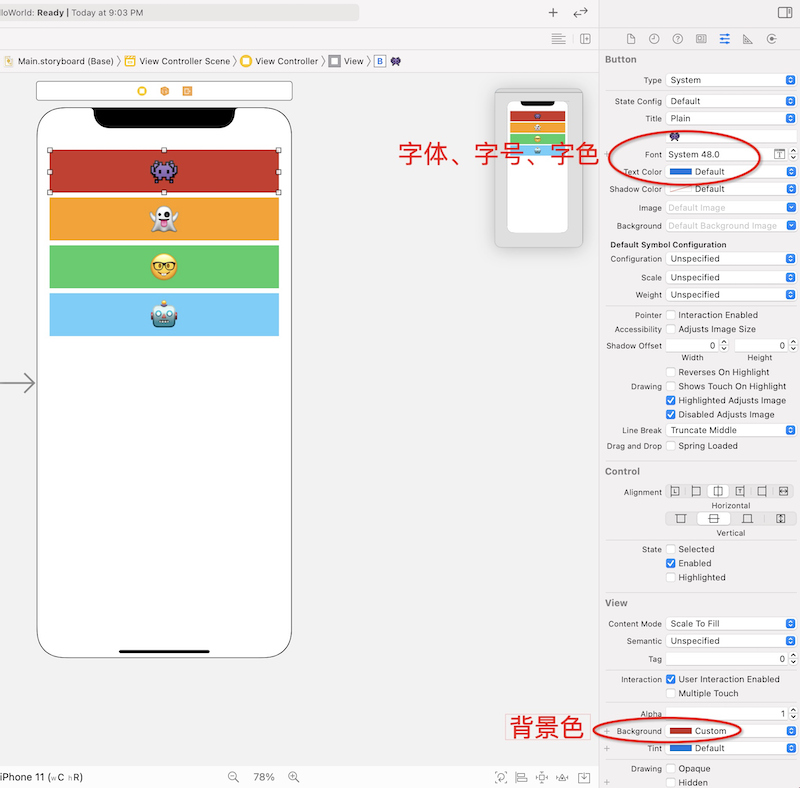 lloWorld: Ready | Today at 9:03 PM
Main.storyboard (Base) 〉 View Controller Scene 〉 View Controller 〉 View 〉 B 👾
Button
Type System
State Config Default
Title Plain
👾
字体、字号、字色
Font System 48.0
Text Color Default
Shadow Color Default
Image Default Image
Background Default Background Image
Default Symbol Configuration
Configuration Unspecified
Scale Unspecified
Weight Unspecified
Pointer Interaction Enabled
Accessibility Adjusts Image Size
Shadow Offset 0 0
Width Height
Reverses On Highlight
Drawing Shows Touch On Highlight
Highlighted Adjusts Image
Disabled Adjusts Image
Line Break Truncate Middle
Drag and Drop Spring Loaded
Control
Alignment
Horizontal
Vertical
State Selected
Enabled
Highlighted
View
Content Mode Scale To Fill
Semantic Unspecified
Tag 0
Interaction User Interaction Enabled
Multiple Touch
Alpha 1
背景色
Background Custom
Tint Default
Drawing Opaque
Hidden
iPhone 11 (wC hR) 78%